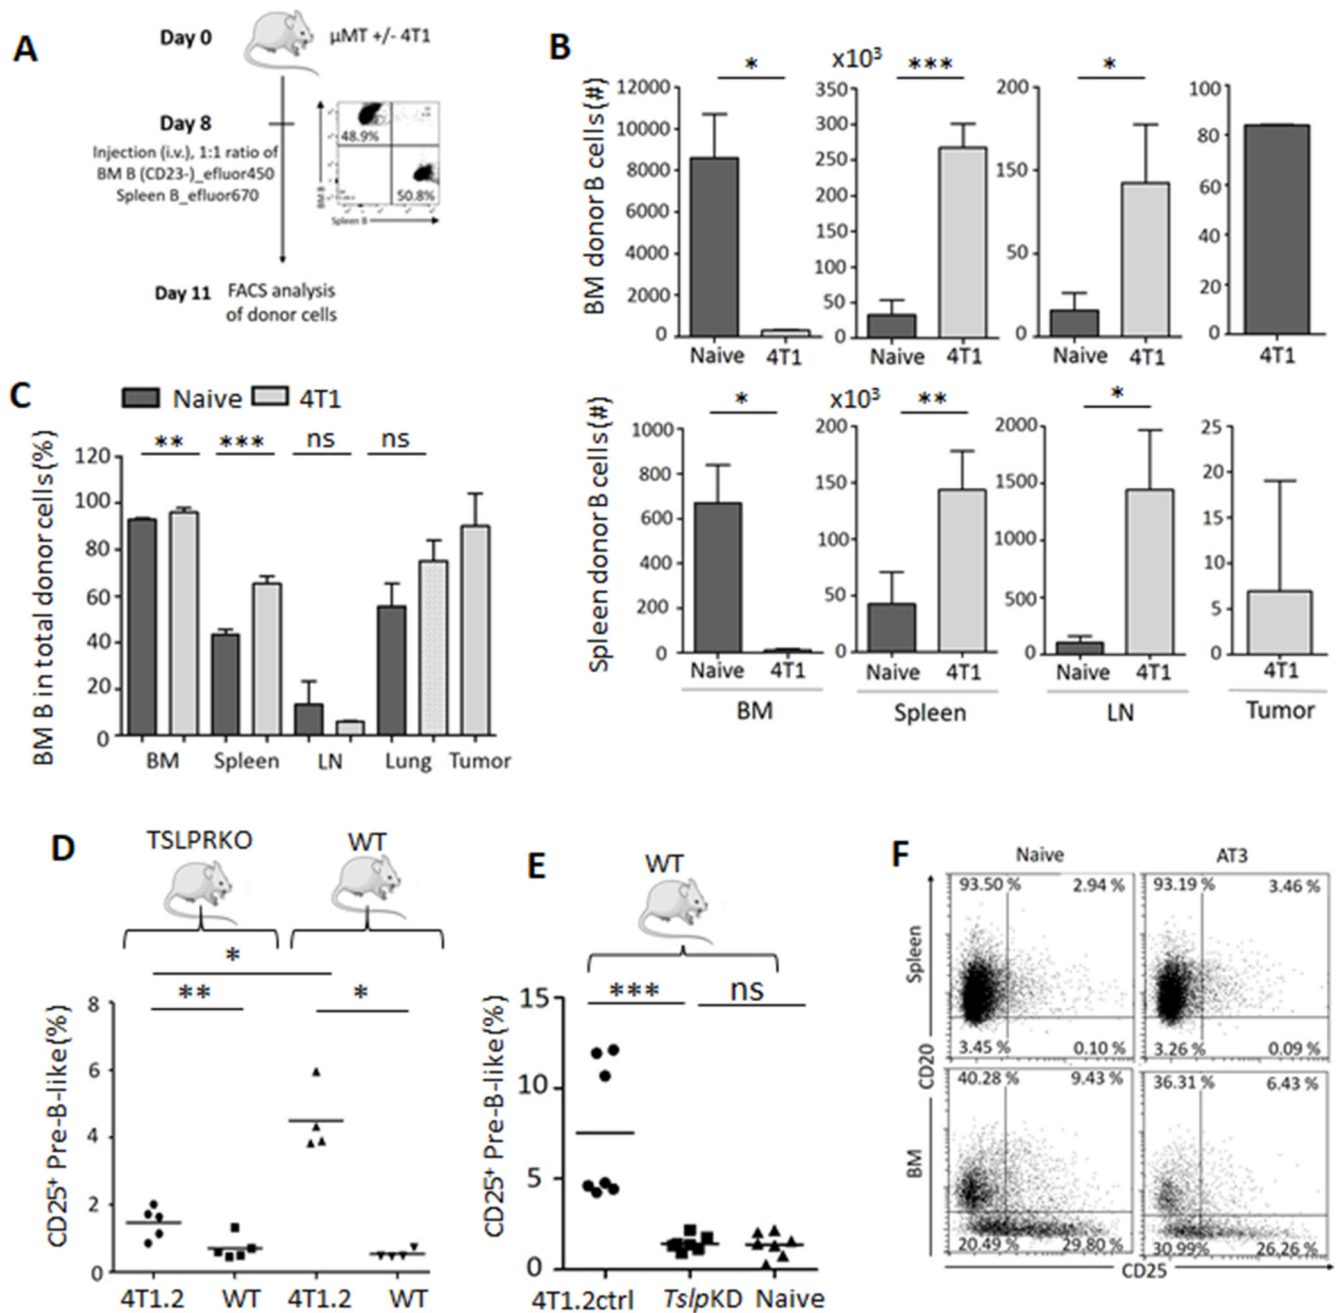 A
Day 0
µMT +/- 4T1
Day 8
Injection (i.v.), 1:1 ratio of
BM B (CD23-)_efluor450
Spleen B_efluor670
BM B
48.9%
50.8%
Spleen B
Day 11
FACS analysis
of donor cells
B
BM donor B cells(#)
*
12000
10000
8000
6000
4000
2000
0
Naive 4T1
x10³
***
350
300
250
200
150
100
50
0
Naive 4T1
*
200
150
50
0
Naive 4T1
100
80
60
40
20
0
4T1
Spleen donor B cells(#)
*
1000
800
600
400
200
0
Naive 4T1
BM
x10³
**
200
150
100
50
0
Naive 4T1
Spleen
*
2000
1500
1000
500
0
Naive 4T1
LN
25
20
15
10
5
0
4T1
Tumor
C
Naive 4T1
BM B in total donor cells(%)
** *** ns ns
120
100
80
60
40
20
0
BM Spleen LN Lung Tumor
D
TSLPRKO WT
*
** *
CD25⁺ Pre-B-like(%)
8
6
4
2
0
4T1.2 WT 4T1.2 WT
E
WT
*** ns
CD25⁺ Pre-B-like(%)
15
10
5
0
4T1.2ctrl TslpKD Naive
F
Naive AT3
Spleen
93.50 % 2.94 % 93.19 % 3.46 %
3.45 % 0.10 % 3.26 % 0.09 %
CD20
BM
40.28 % 9.43 % 36.31 % 6.43 %
20.49 % 29.80 % 30.99% 26.26 %
CD25